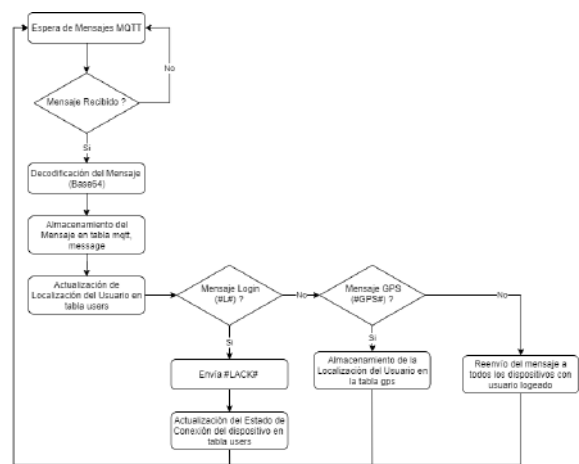 Espera de Mensajes MQTT
No
Mensaje Recibido ?
Si
Decodificación del Mensaje
(Base64)
Almacenamiento del
Mensaje en tabla mqtt,
message
Actualización de
Localización del Usuario en
tabla users
Mensaje Login
(#L#) ?
No
Mensaje GPS
(#GPS#) ?
No
Si
Si
Envía #LACK#
Almacenamiento de la
Localización del Usuario en
la tabla gps
Reenvío del mensaje a
todos los dispositivos con
usuario logeado
Actualización del Estado de
Conexión del dispositivo en
tabla users